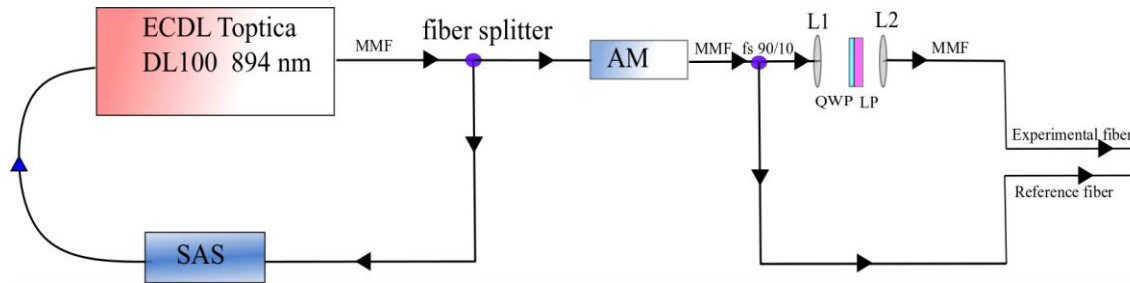 ECDL Toptica
DL100 894 nm
MMF
fiber splitter
AM
MMF
fs 90/10
L1
L2
QWP
LP
MMF
Experimental fiber
Reference fiber
SAS